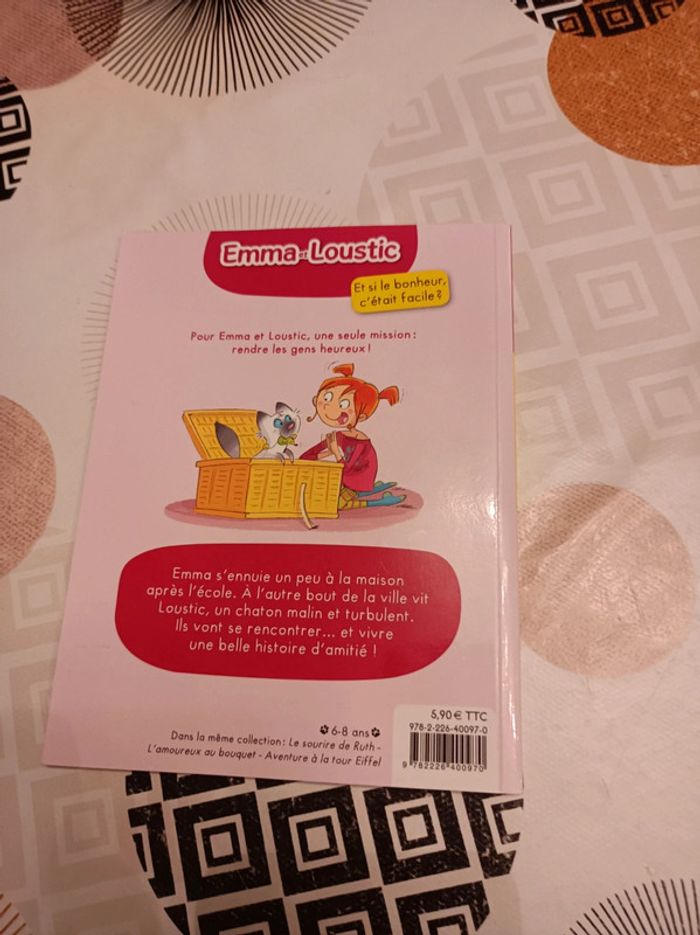 Emma et Loustic
Et si le bonheur,
c'était facile ?
Pour Emma et Loustic, une seule mission :
rendre les gens heureux !
Emma s'ennuie un peu à la maison
après l'école. À l'autre bout de la ville vit
Loustic, un chaton malin et turbulent.
Ils vont se rencontrer... et vivre
une belle histoire d'amitié !
6-8 ans
Dans la même collection : Le sourire de Ruth -
L'amoureux au bouquet - Aventure à la tour Eiffel
5,90 € TTC
978-2-226-40097-0
9 782226 400970